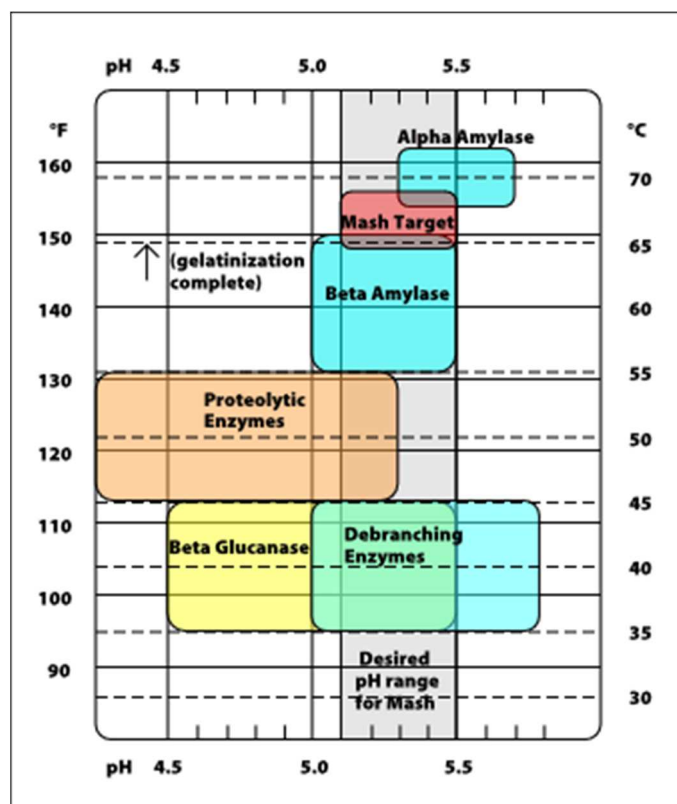 pH 4.5 5.0 5.5
°F °C
Alpha Amylase
160
70
Mash Target
150
65
(gelatinization
complete)
Beta Amylase
140 60
130 55
Proteolytic
Enzymes
120 50
45
110
Debranching
Enzymes
Beta Glucanase
40
100
35
Desired
pH range
for Mash
90
30
pH 4.5 5.0 5.5